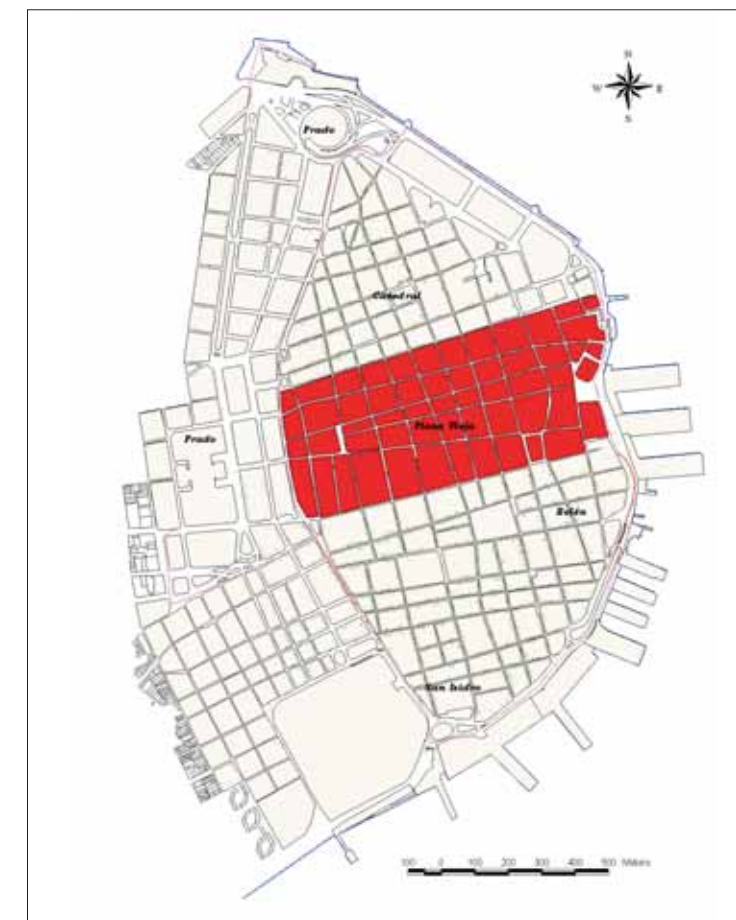 N
W E
S
Prado
Catedral
Plaza Vieja
Prado
Belén
San Isidro
100 0 100 200 300 400 500 Meters